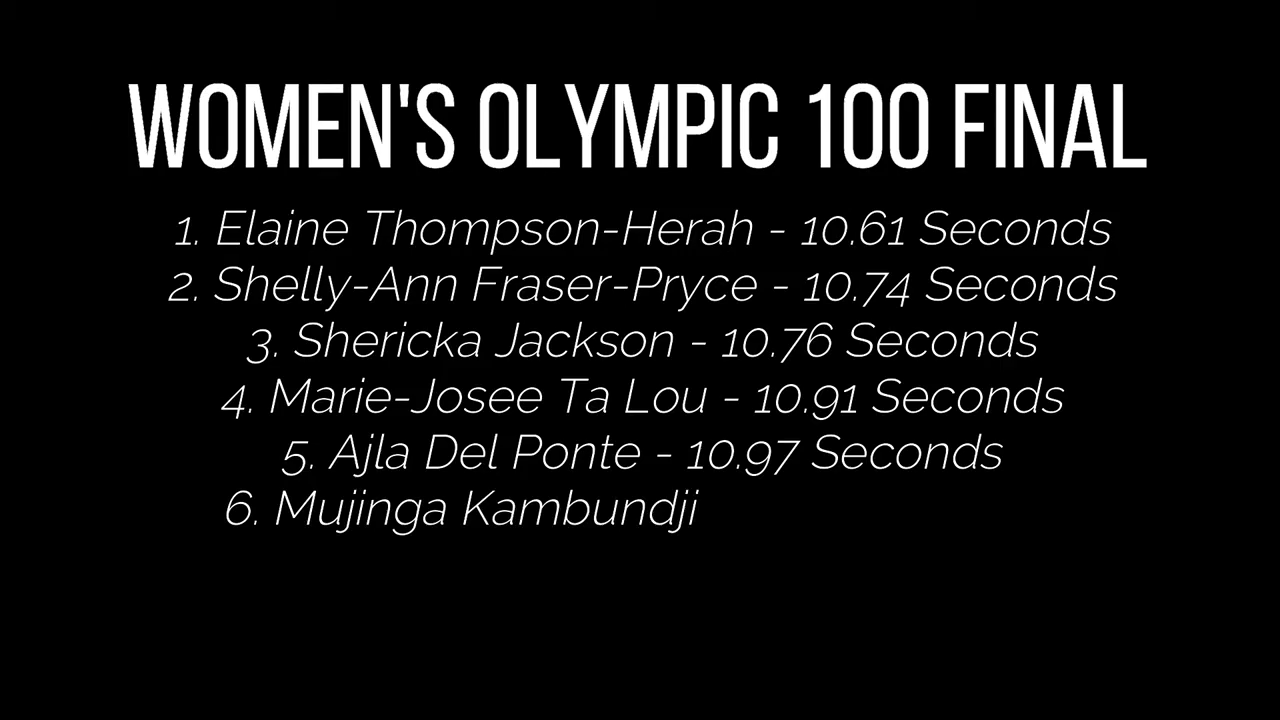 WOMEN'S OLYMPIC 100 FINAL
1. Elaine Thompson-Herah - 10.61 Seconds
2. Shelly-Ann Fraser-Pryce - 10.74 Seconds
3. Shericka Jackson - 10.76 Seconds
4. Marie-Josee Ta Lou - 10.91 Seconds
5. Ajla Del Ponte - 10.97 Seconds
6. Mujinga Kambundji